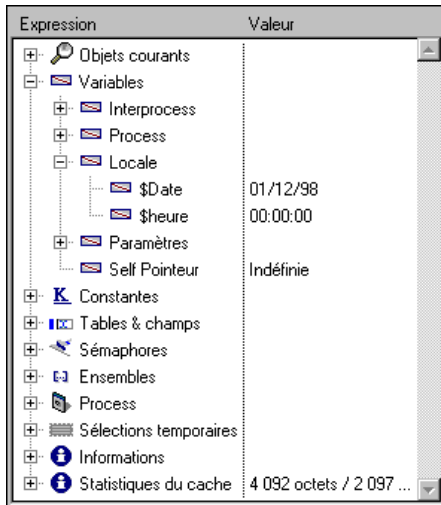 Expression Valeur
Objets courants
Variables
Interprocess
Process
Locale
$Date 01/12/98
$heure 00:00:00
Paramètres
Self Pointeur Indéfinie
K Constantes
Tables & champs
Sémaphores
Ensembles
Process
Sélections temporaires
Informations
Statistiques du cache 4 092 octets / 2 097 ...